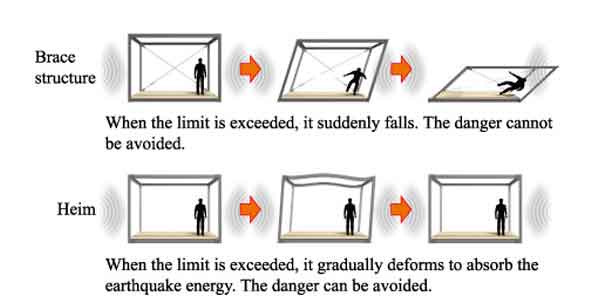 Brace
structure
When the limit is exceeded, it suddenly falls. The danger cannot
be avoided.
Heim
When the limit is exceeded, it gradually deforms to absorb the
earthquake energy. The danger can be avoided.